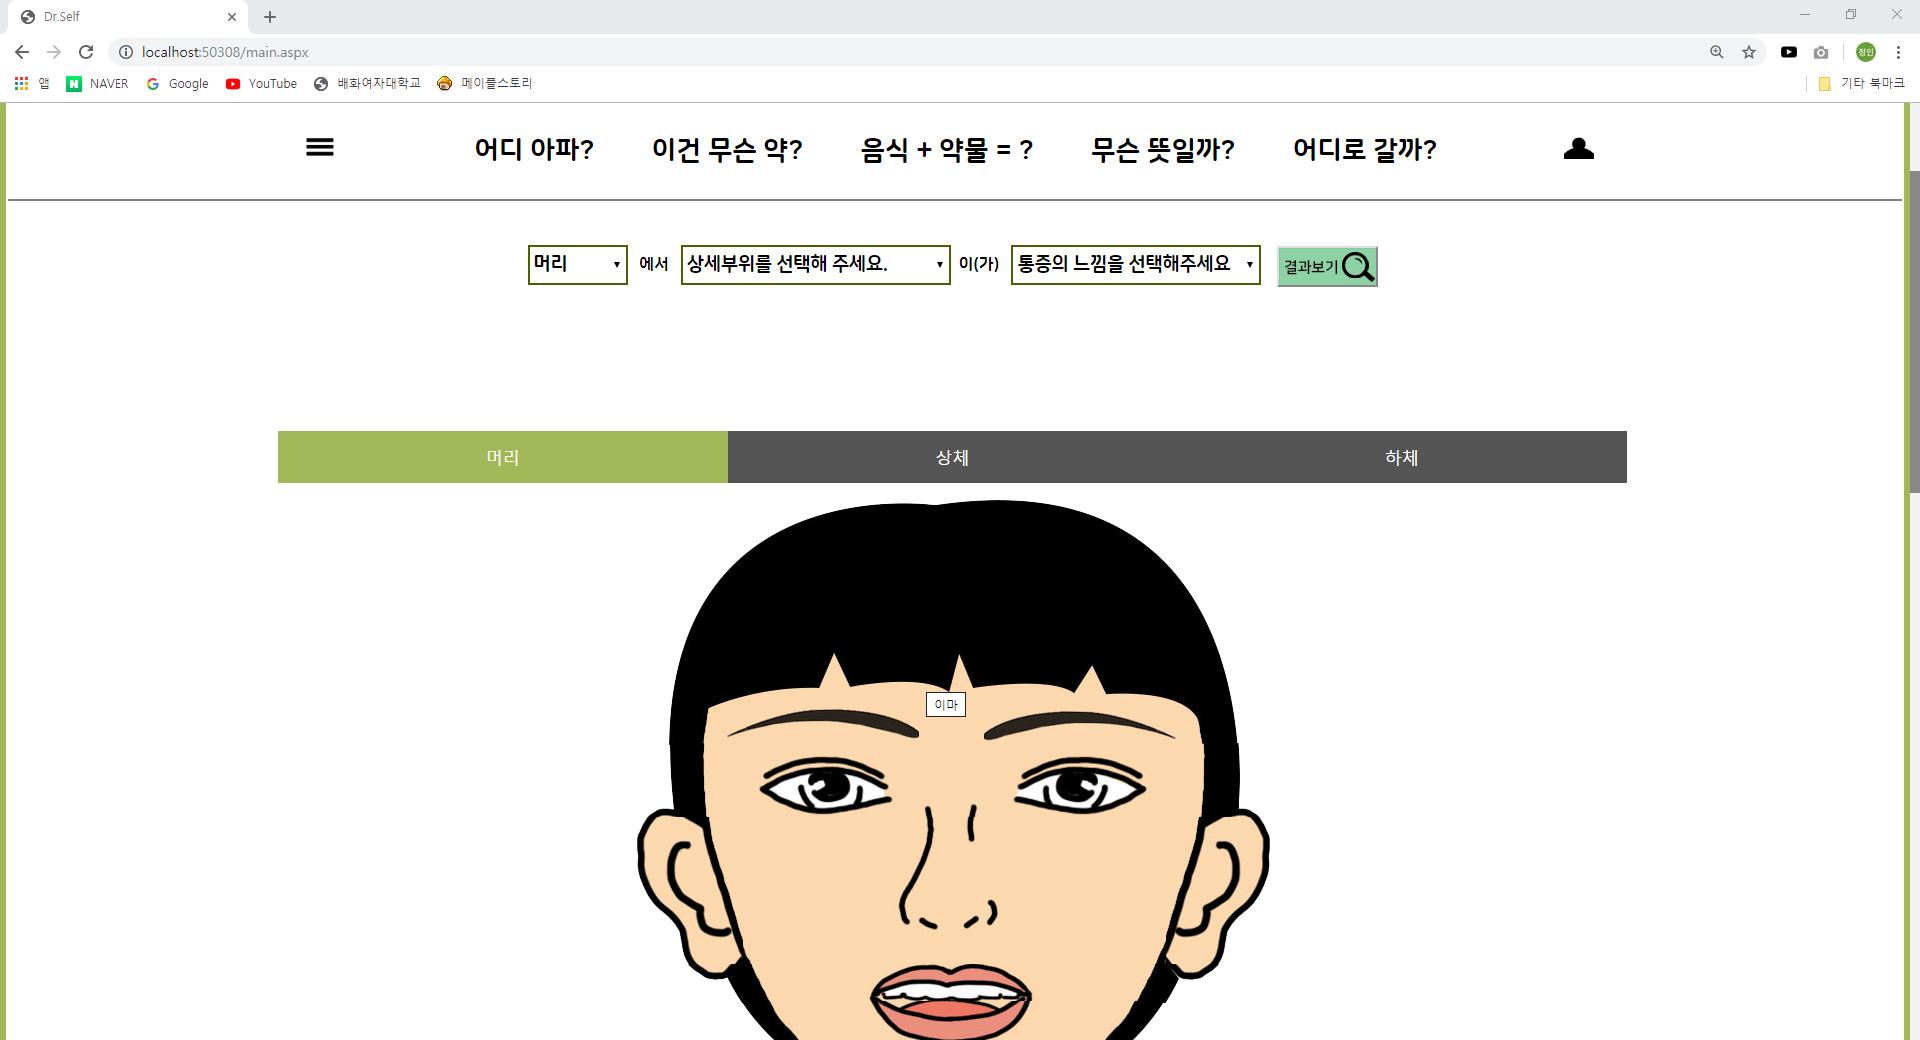 Dr.Self
localhost:50308/main.aspx
정인
앱 NAVER Google YouTube 배화여자대학교 메이플스토리 기타 북마크
어디 아파? 이건 무슨 약? 음식 + 약물 = ? 무슨 뜻일까? 어디로 갈까?
머리 에서 상세부위를 선택해 주세요. 이(가) 통증의 느낌을 선택해주세요 결과보기
머리 상체 하체
이마